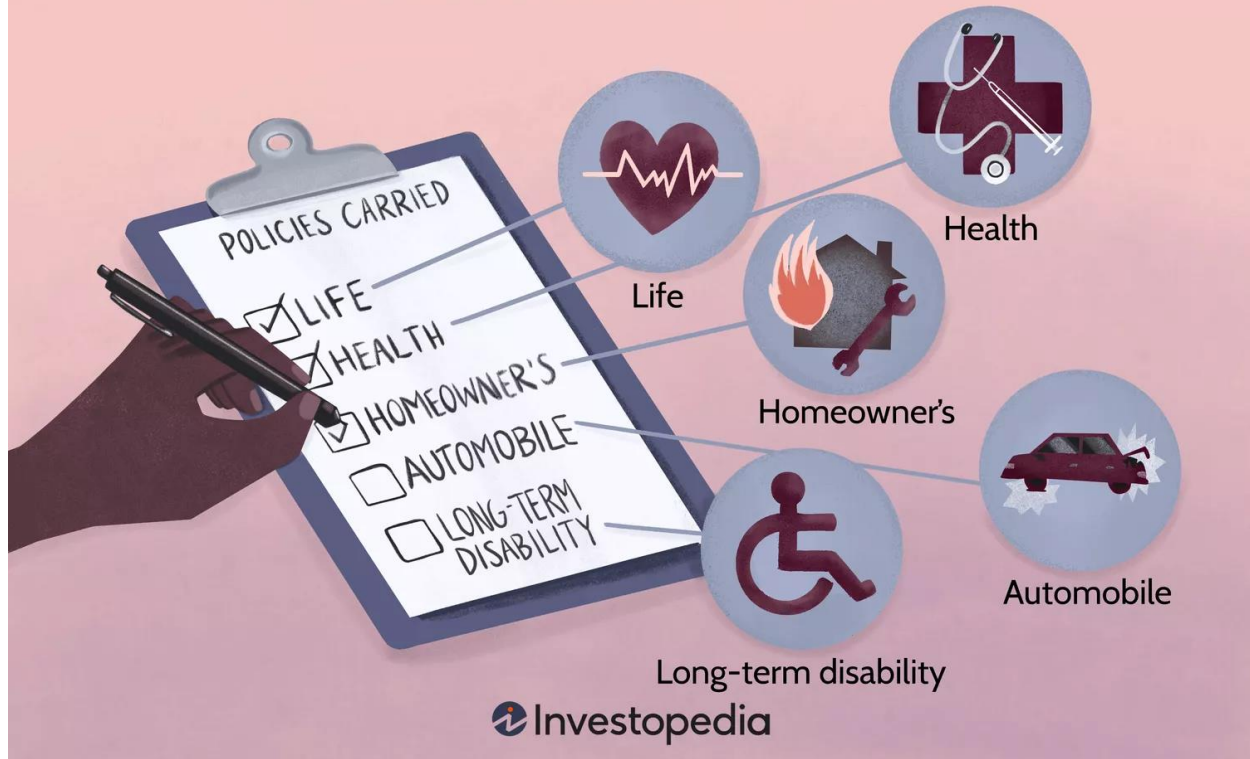 POLICIES CARRIED
LIFE
HEALTH
HOMEOWNER'S
AUTOMOBILE
LONG-TERM
DISABILITY
Life
Health
Homeowner's
Automobile
Long-term disability
Investopedia